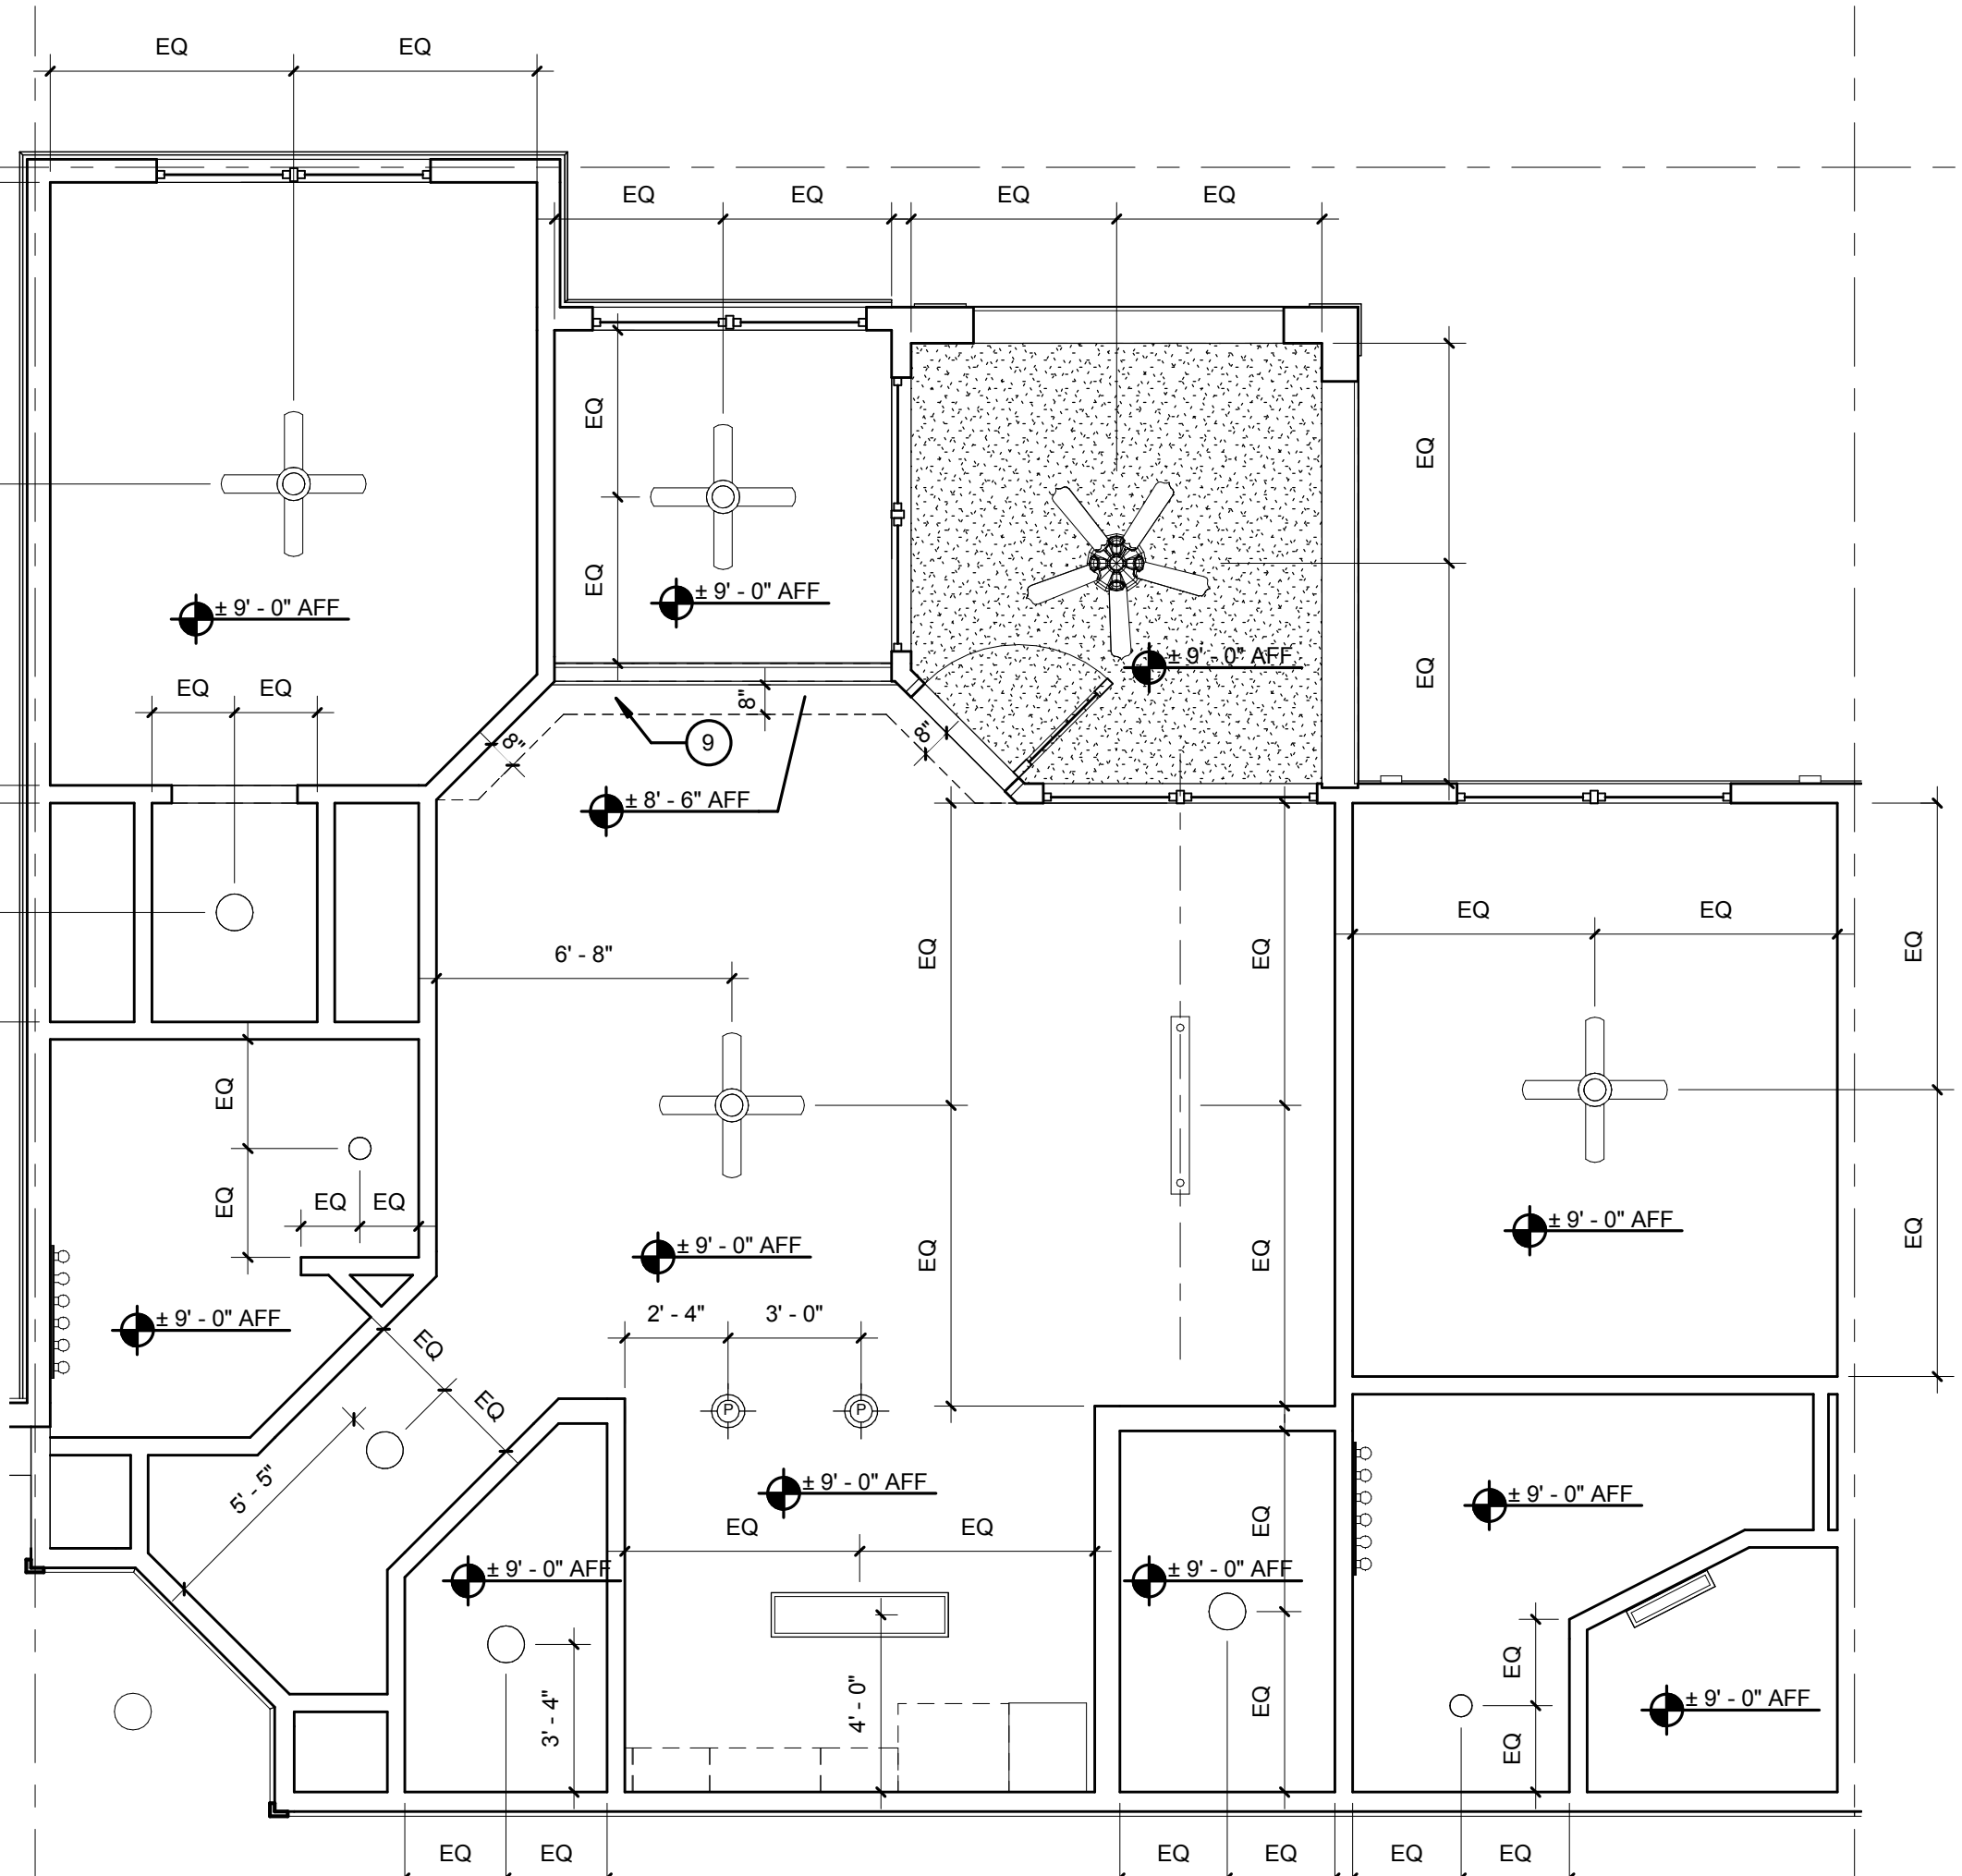 EQ EQ
EQ EQ EQ EQ
EQ
EQ
EQ
± 9' - 0" AFF
± 9' - 0" AFF
± 9' - 0" AFF
EQ
EQ EQ
8"
8"
8"
9
± 8' - 6" AFF
EQ EQ
6' - 8"
EQ
EQ
EQ
EQ
EQ
EQ EQ
± 9' - 0" AFF
EQ
± 9' - 0" AFF
EQ
EQ
± 9' - 0" AFF
2' - 4" 3' - 0"
EQ
EQ
P P
5' - 5"
± 9' - 0" AFF
± 9' - 0" AFF
EQ EQ
EQ
± 9' - 0" AFF
± 9' - 0" AFF
3' - 4"
4' - 0"
EQ
EQ
EQ
± 9' - 0" AFF
EQ EQ
EQ EQ
EQ EQ